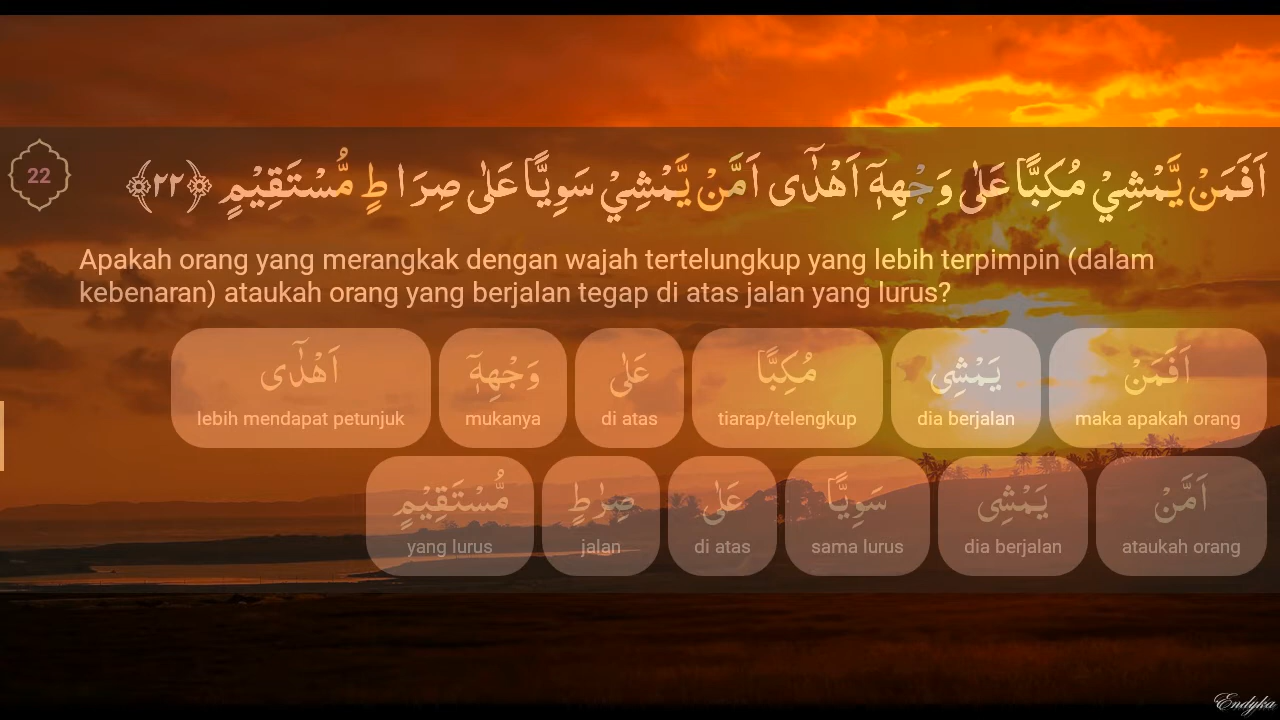 22
اَفَمَنْ يَّمْشِيْ مُكِبًّا عَلٰى وَجْهِهٖٓ اَهْدٰٓى اَمَّنْ يَّمْشِيْ سَوِيًّا عَلٰى صِرَاطٍ مُّسْتَقِيْمٍ ﴿٢٢﴾
Apakah orang yang merangkak dengan wajah tertelungkup yang lebih terpimpin (dalam
kebenaran) ataukah orang yang berjalan tegap di atas jalan yang lurus?
اَفَمَنْ يَمْشِى مُكِبًّا عَلٰى وَجْهِهٖٓ اَهْدٰٓى
maka apakah orang dia berjalan tiarap/telengkup di atas mukanya lebih mendapat petunjuk
اَمَّنْ يَمْشِى سَوِيًّا عَلٰى صِرٰطٍ مُّسْتَقِيْمٍ
ataukah orang dia berjalan sama lurus di atas jalan yang lurus
Endyka